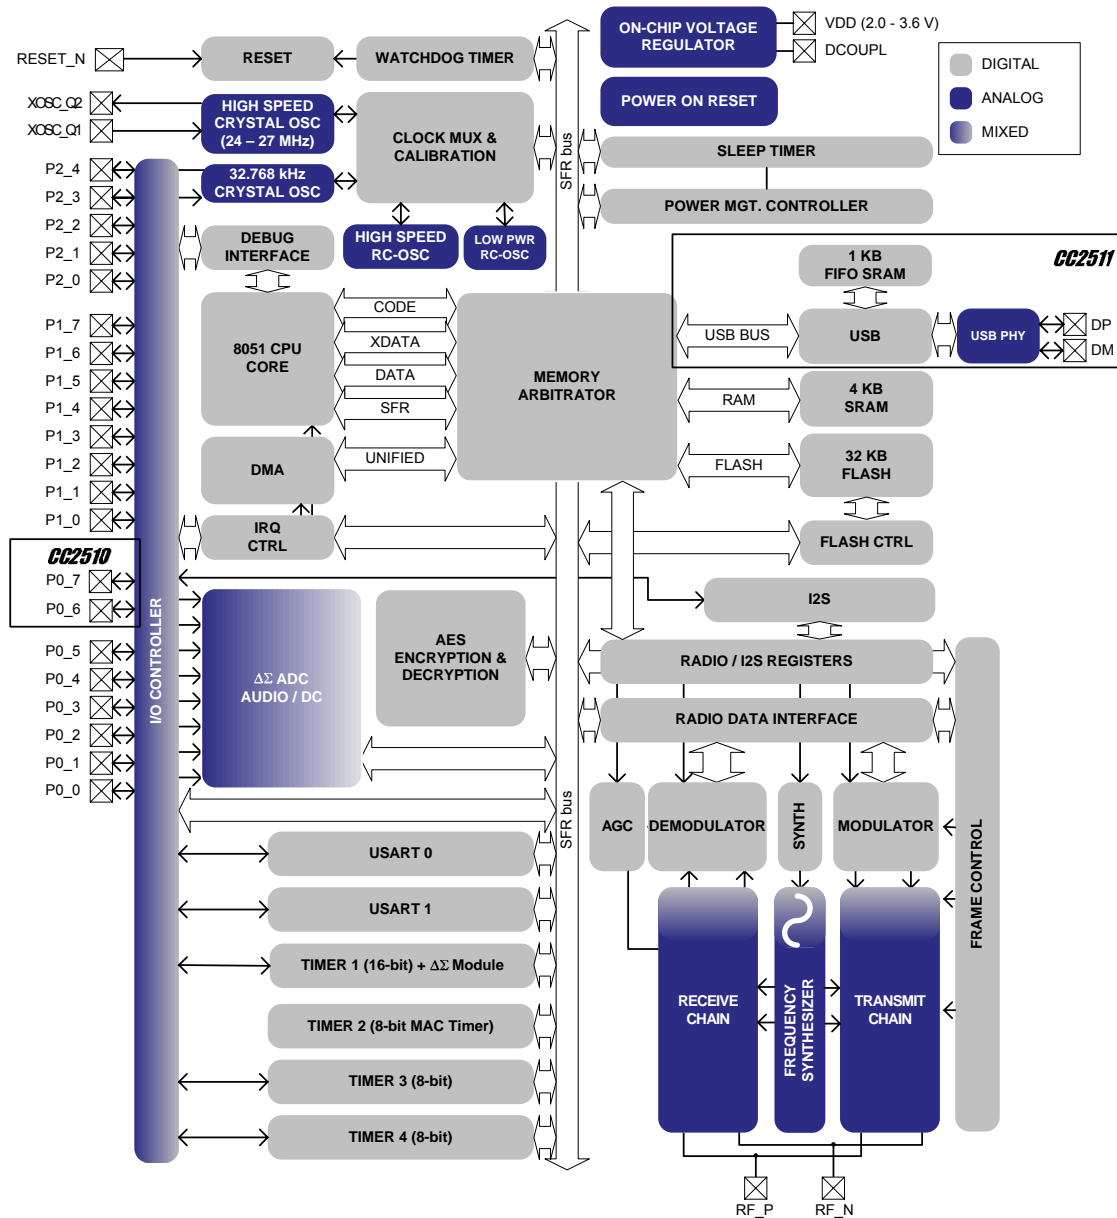 RESET_N
XOSC_Q2
XOSC_Q1
P2_4
P2_3
P2_2
P2_1
P2_0
P1_7
P1_6
P1_5
P1_4
P1_3
P1_2
P1_1
P1_0
CC2510
P0_7
P0_6
P0_5
P0_4
P0_3
P0_2
P0_1
P0_0
I/O CONTROLLER
RESET
WATCHDOG TIMER
HIGH SPEED
CRYSTAL OSC
(24 – 27 MHz)
32.768 kHz
CRYSTAL OSC
CLOCK MUX &
CALIBRATION
HIGH SPEED
RC-OSC
LOW PWR
RC-OSC
DEBUG
INTERFACE
8051 CPU
CORE
DMA
IRQ
CTRL
CODE
XDATA
DATA
SFR
UNIFIED
MEMORY
ARBITRATOR
SFR bus
ON-CHIP VOLTAGE
REGULATOR
VDD (2.0 - 3.6 V)
DCOUPL
POWER ON RESET
DIGITAL
ANALOG
MIXED
SLEEP TIMER
POWER MGT. CONTROLLER
CC2511
1 KB
FIFO SRAM
USB BUS
USB
USB PHY
DP
DM
RAM
4 KB
SRAM
FLASH
32 KB
FLASH
FLASH CTRL
I2S
RADIO / I2S REGISTERS
RADIO DATA INTERFACE
ΔΣ ADC
AUDIO / DC
AES
ENCRYPTION &
DECRYPTION
SFR bus
USART 0
USART 1
TIMER 1 (16-bit) + ΔΣ Module
TIMER 2 (8-bit MAC Timer)
TIMER 3 (8-bit)
TIMER 4 (8-bit)
AGC
DEMODULATOR
SYNTH
MODULATOR
FRAME CONTROL
RECEIVE
CHAIN
FREQUENCY
SYNTHESIZER
TRANSMIT
CHAIN
RF_P
RF_N